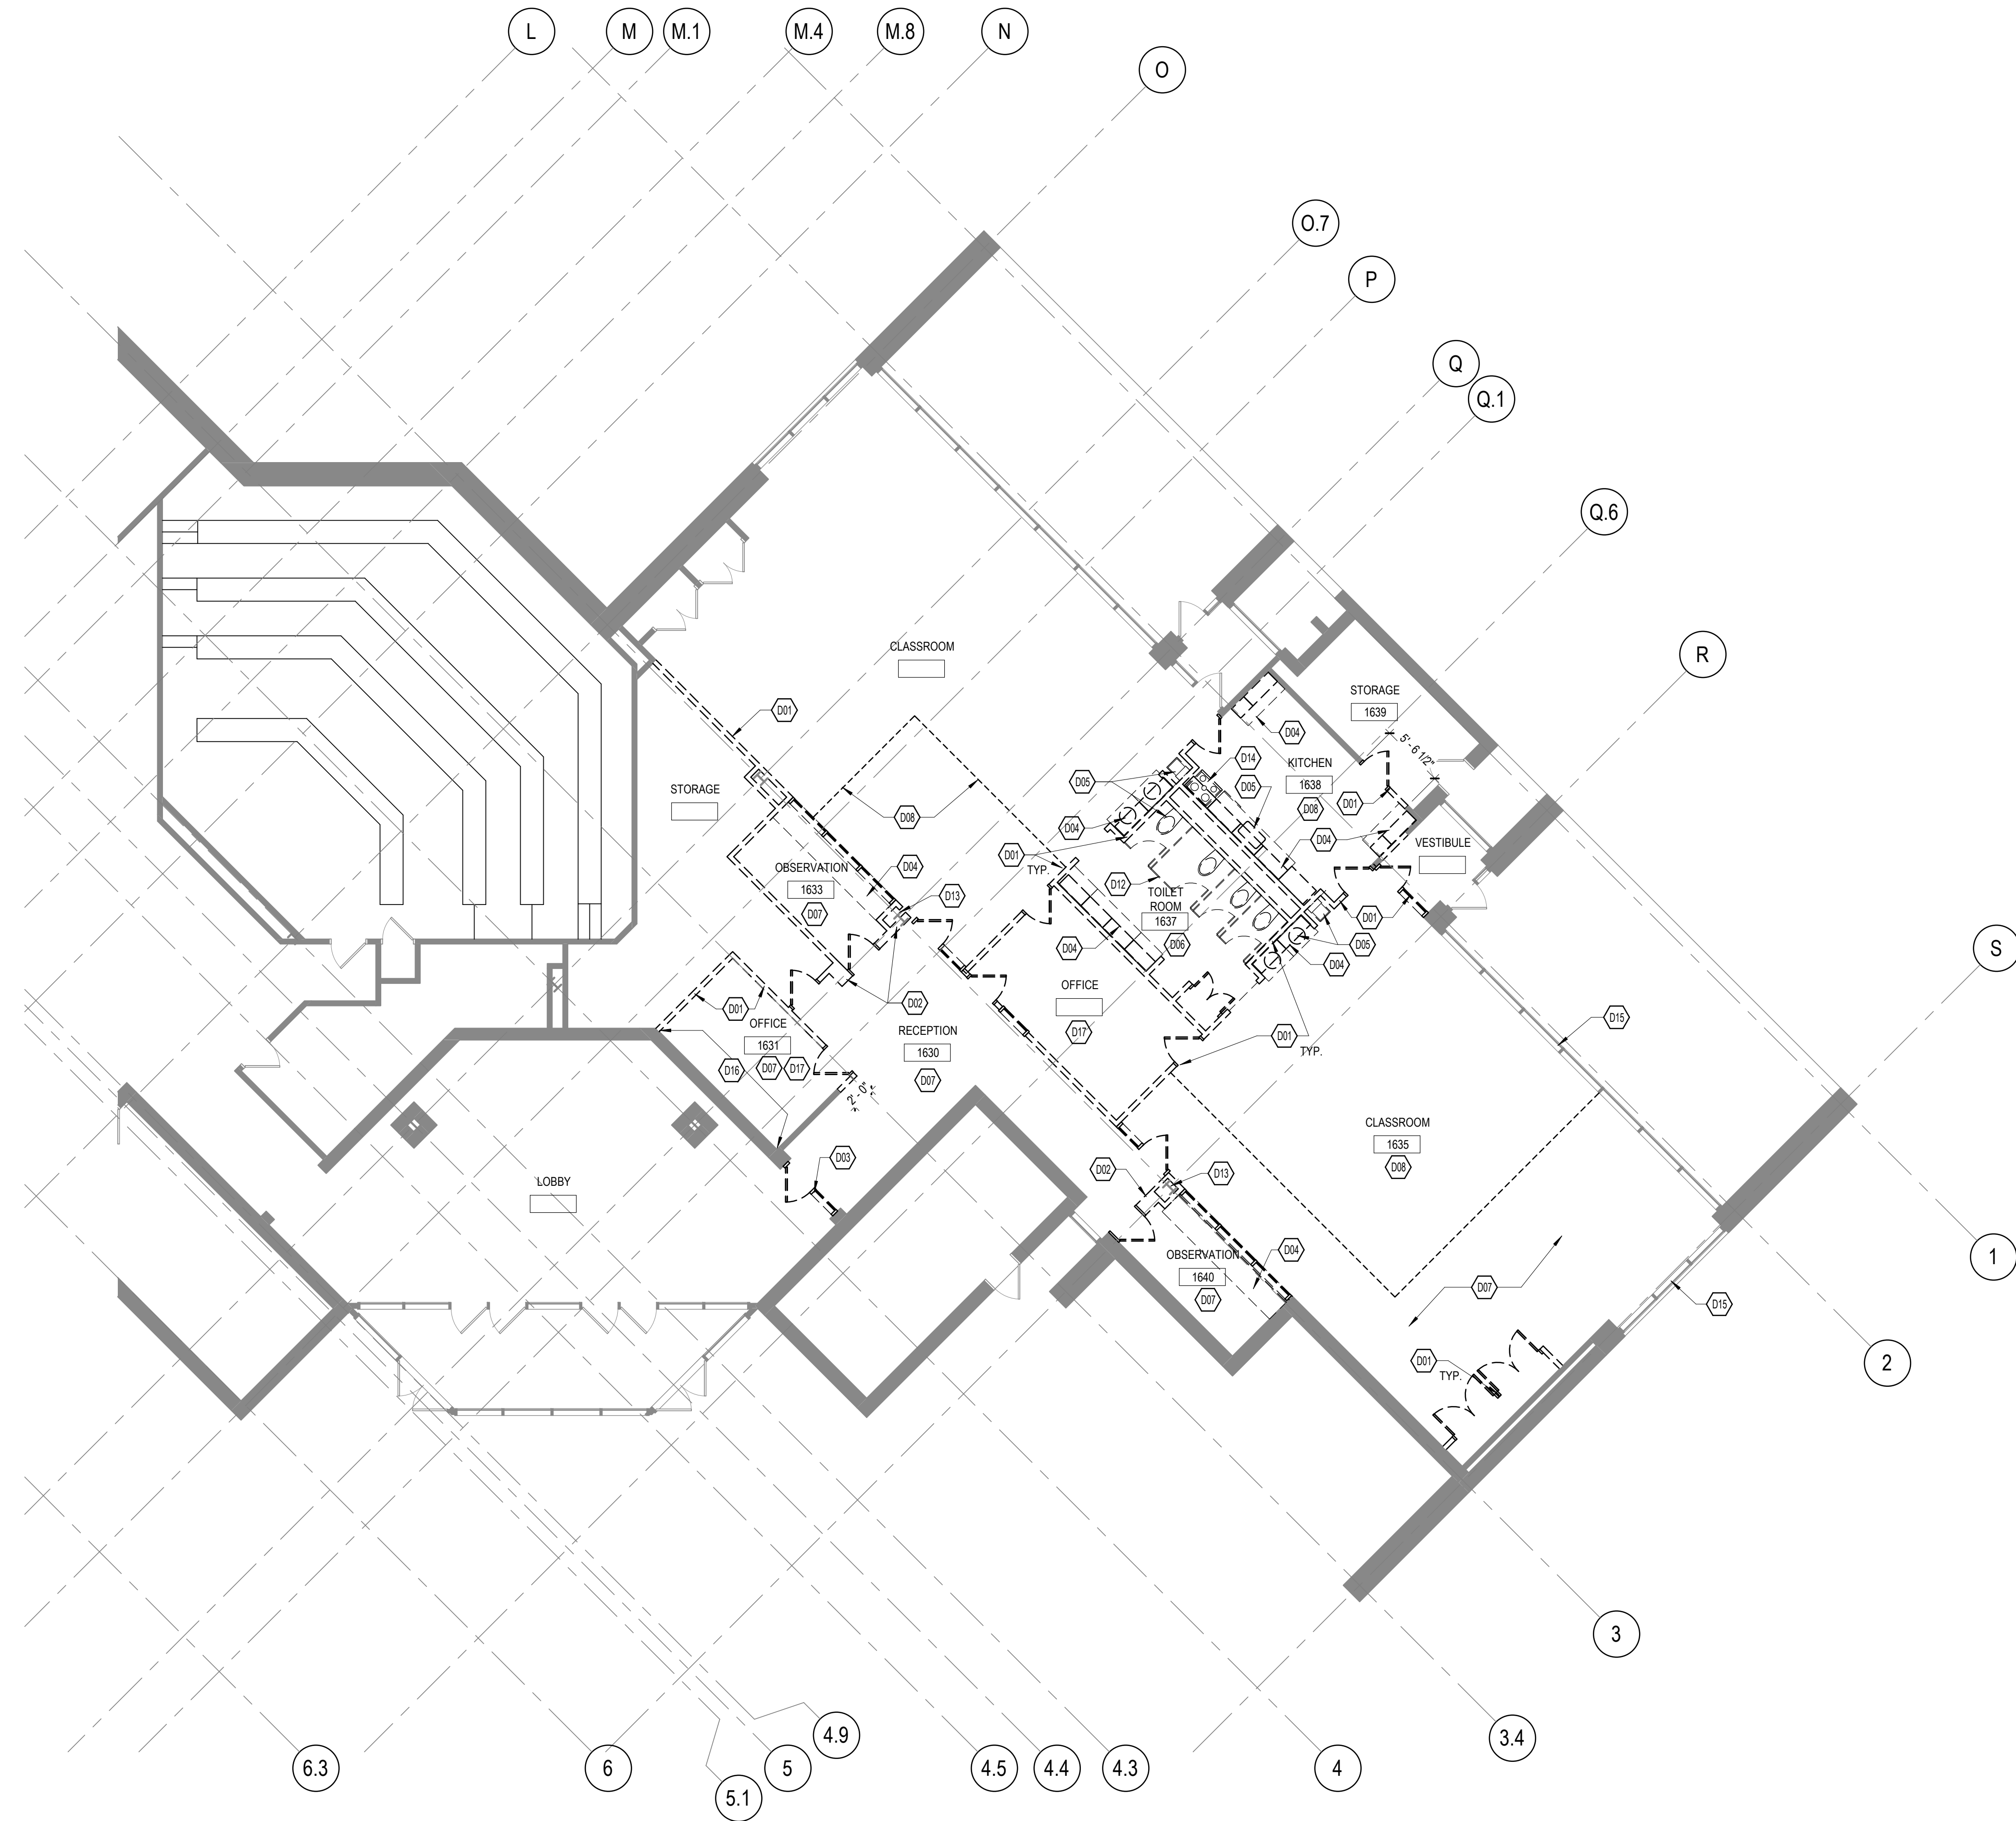 L
M
M.1
M.4
M.8
N
O
O.7
P
Q
Q.1
Q.6
R
S
CLASSROOM
STORAGE
1639
5' - 6 1/2"
D01
D04
D14
KITCHEN
1638
D08
D05
D05
D01
STORAGE
D08
D04
D04
VESTIBULE
D01
TYP.
OBSERVATION
1633
D07
D04
D13
D12
TOILET
ROOM
1637
D06
D04
D01
D05
D04
D02
D01
OFFICE
1631
D07
D17
D16
RECEPTION
1630
D07
OFFICE
D17
D01
TYP.
D15
2' - 0"
CLASSROOM
1635
D08
D03
D02
D13
LOBBY
OBSERVATION
1640
D07
D04
D07
D15
D01
TYP.
1
2
3
3.4
4
4.3
4.4
4.5
4.9
5
5.1
6
6.3